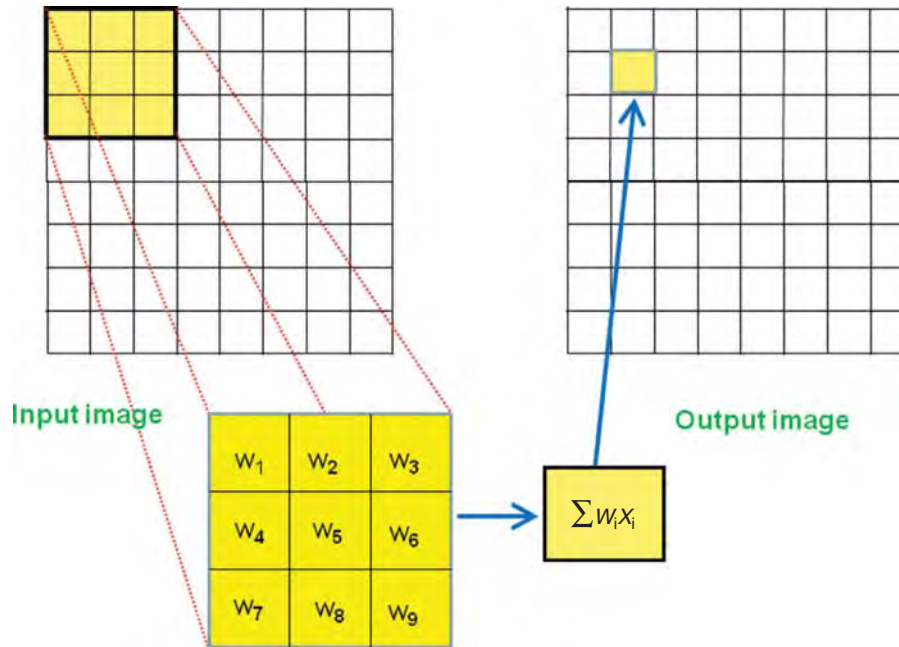 Input image
Output image
W₁ W₂ W₃
W₄ W₅ W₆
W₇ W₈ W₉
∑wᵢxᵢ